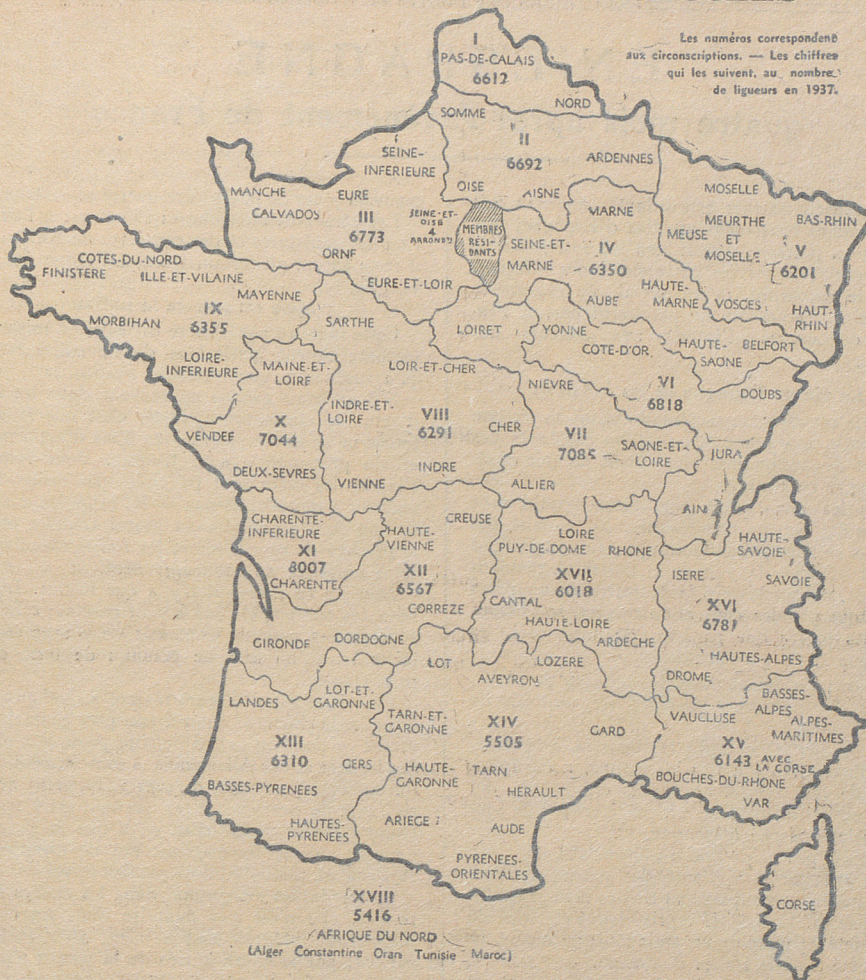 Les numéros correspondent
aux circonscriptions. — Les chiffres
qui les suivent, au nombre
de ligueurs en 1937.
I
PAS-DE-CALAIS
6612
NORD
SOMME
II
6692
ARDENNES
OISE
AISNE
SEINE-
INFERIEURE
MANCHE
EURE
CALVADOS
III
6773
ORNE
SEINE-ET-
OISE
4
ARRONDts
EURE-ET-LOIR
MEMBRES
RÉSI-
DANTS
MARNE
SEINE-ET-
MARNE
IV
6350
AUBE
HAUTE-
MARNE
MOSELLE
MEURTHE
ET
MOSELLE
MEUSE
BAS-RHIN
V
6201
VOSGES
HAUT-
RHIN
COTES-DU-NORD
FINISTERE
ILLE-ET-VILAINE
MAYENNE
MORBIHAN
IX
6355
LOIRE-
INFERIEURE
SARTHE
LOIRET
LOIR-ET-CHER
INDRE-ET-
LOIRE
VIII
6291
CHER
INDRE
VIENNE
YONNE
COTE-D'OR
HAUTE-
SAONE
BELFORT
VI
6818
DOUBS
JURA
AIN
NIEVRE
VII
7085
SAONE-ET-
LOIRE
ALLIER
MAINE-ET-
LOIRE
X
7044
VENDEE
DEUX-SEVRES
CHARENTE-
INFERIEURE
XI
8007
CHARENTE
HAUTE-
VIENNE
CREUSE
XII
6567
CORREZE
GIRONDE
DORDOGNE
LOIRE
PUY-DE-DOME
RHONE
XVII
6018
CANTAL
HAUTE-LOIRE
ARDECHE
HAUTE-
SAVOIE
ISERE
SAVOIE
XVI
6781
HAUTES-ALPES
DROME
LANDES
LOT-ET-
GARONNE
XIII
6310
GERS
BASSES-PYRENEES
HAUTES-
PYRENEES
LOT
AVEYRON
LOZERE
TARN-ET-
GARONNE
XIV
5505
GARD
HAUTE-
GARONNE
TARN
HERAULT
ARIEGE
AUDE
PYRENEES-
ORIENTALES
VAUCLUSE
BASSES-
ALPES
ALPES-
MARITIMES
XV
6143
AVEC
LA CORSE
BOUCHES-DU-RHONE
VAR
CORSE
XVIII
5416
AFRIQUE DU NORD
(Alger Constantine Oran Tunisie Maroc)